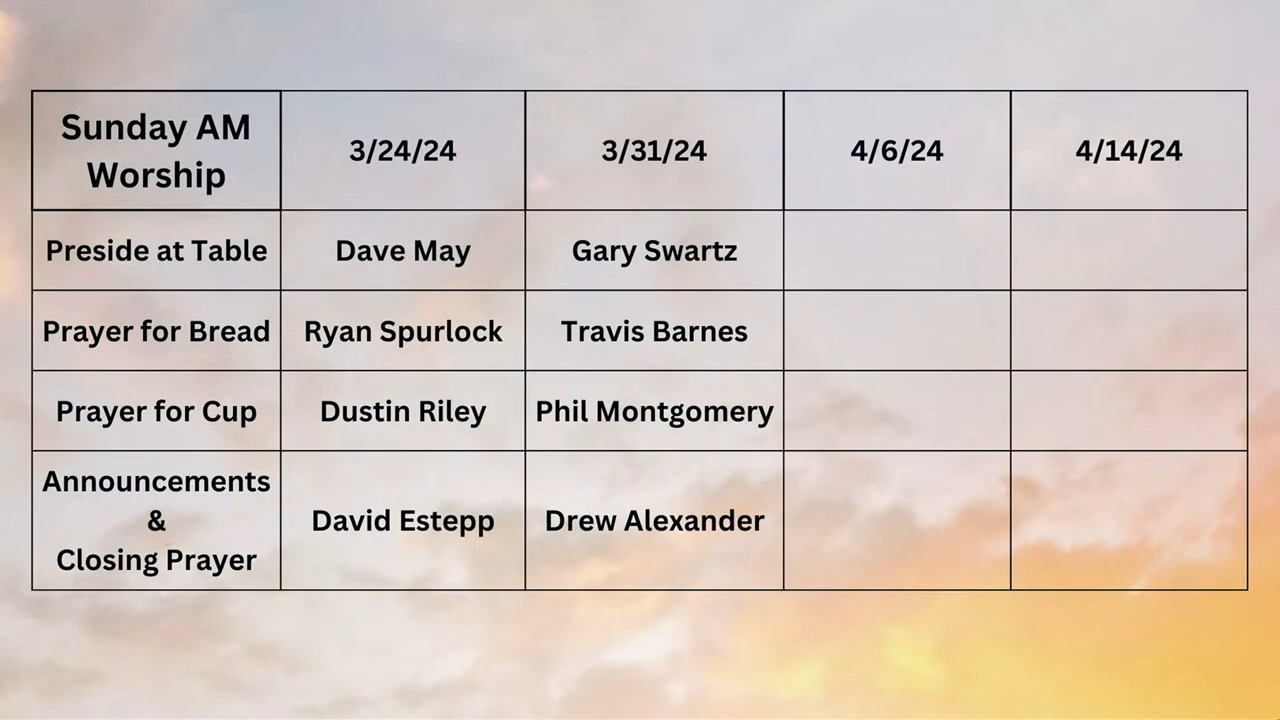 Sunday AM
Worship
3/24/24
3/31/24
4/6/24
4/14/24
Preside at Table
Dave May
Gary Swartz
Prayer for Bread
Ryan Spurlock
Travis Barnes
Prayer for Cup
Dustin Riley
Phil Montgomery
Announcements
&
Closing Prayer
David Estepp
Drew Alexander